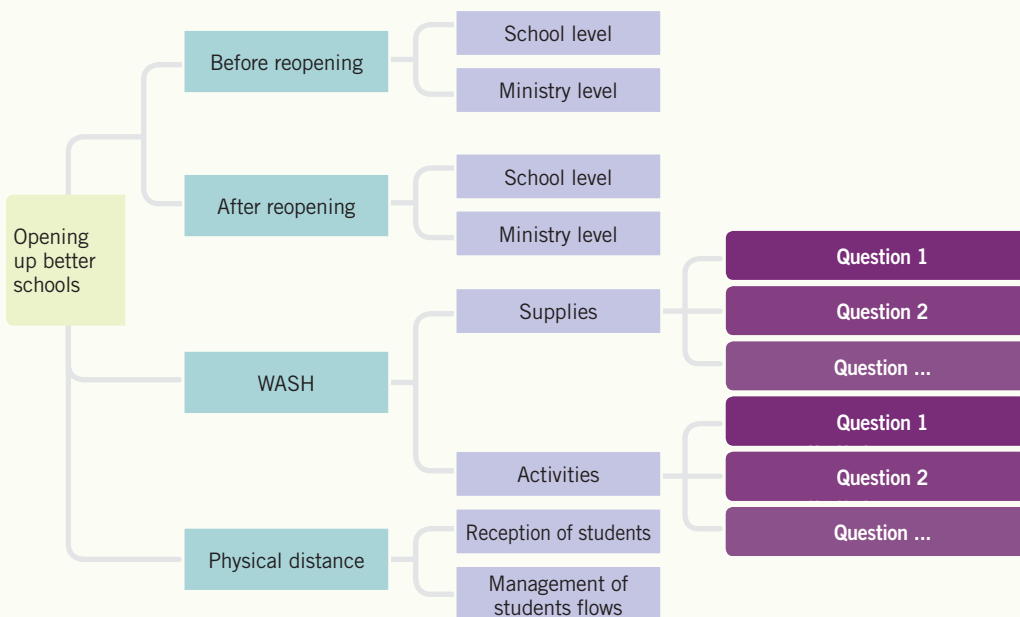 Opening
up better
schools
Before reopening
School level
Ministry level
After reopening
School level
Ministry level
WASH
Supplies
Question 1
Question 2
Question ...
Activities
Question 1
Question 2
Question ...
Physical distance
Reception of students
Management of
students flows